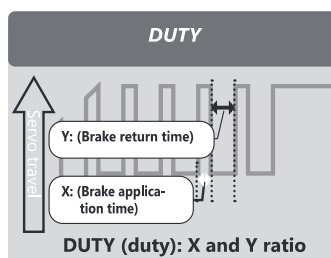 DUTY
Servo travel
Y: (Brake return time)
X: (Brake applica-
tion time)
DUTY (duty): X and Y ratio